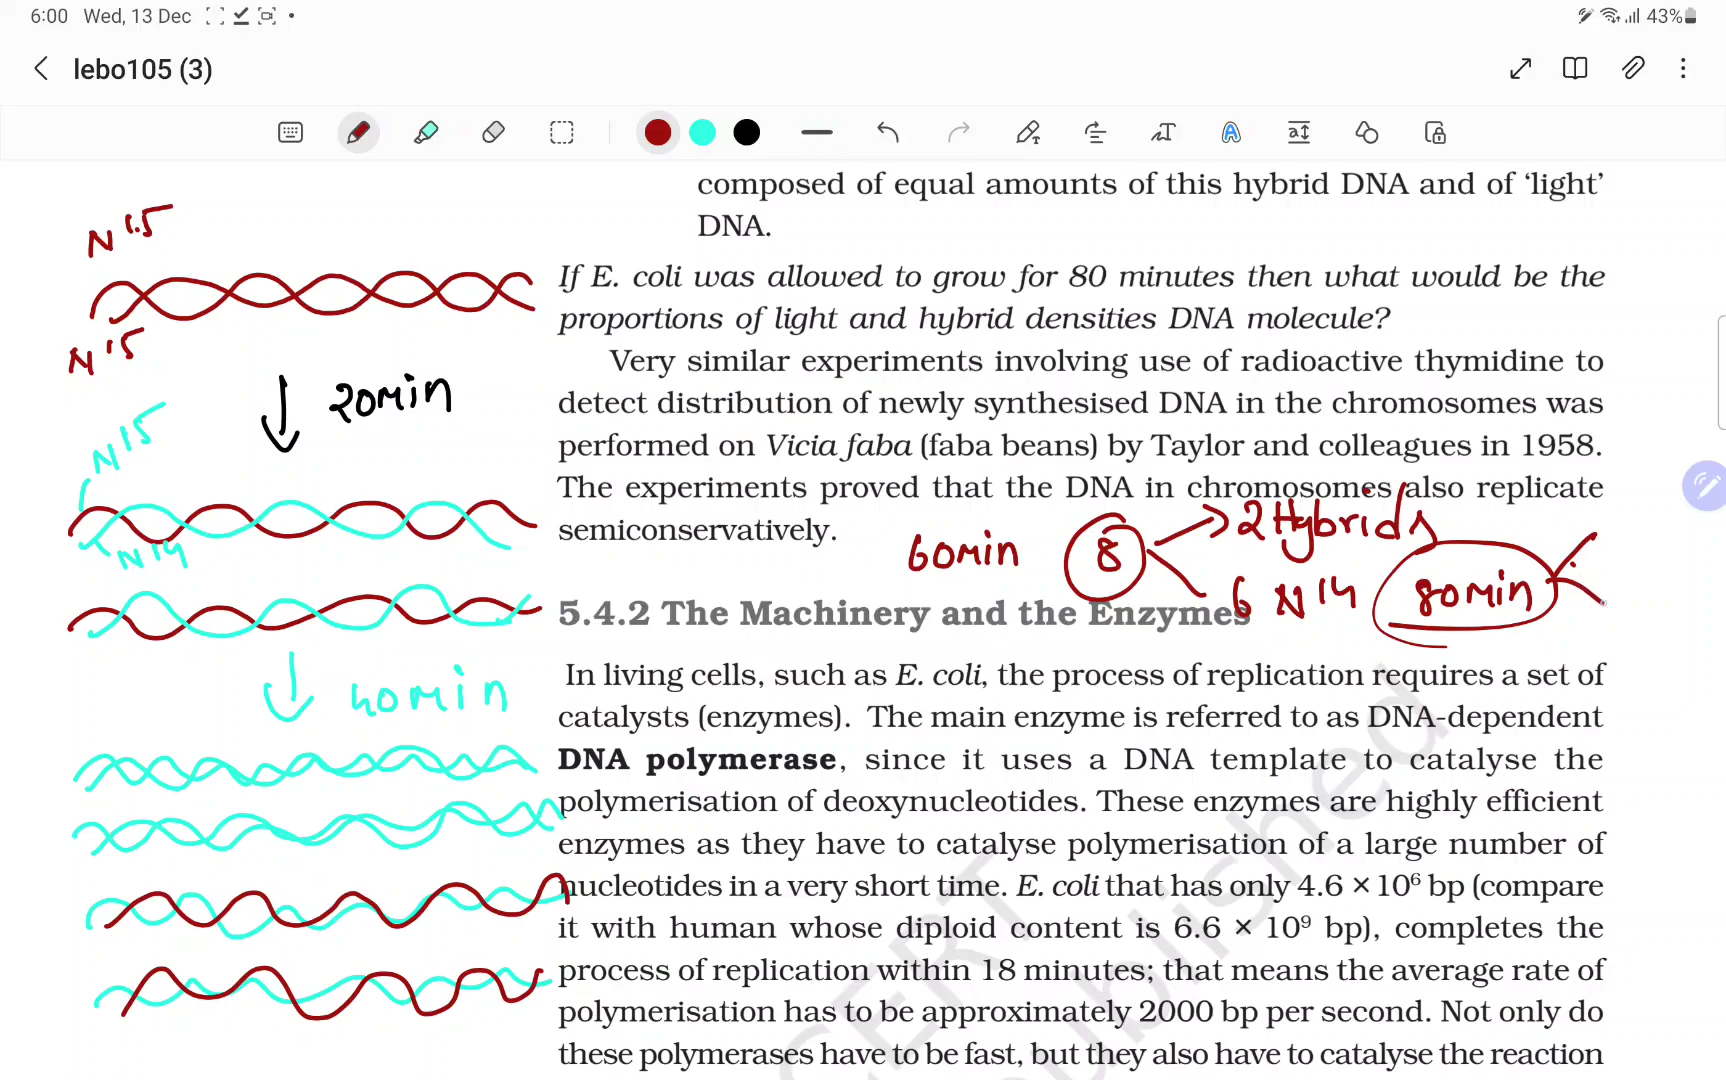 6:00 Wed, 13 Dec
43%
lebo105 (3)
composed of equal amounts of this hybrid DNA and of ‘light’
DNA.
N 15
If E. coli was allowed to grow for 80 minutes then what would be the
proportions of light and hybrid densities DNA molecule?
N 15
Very similar experiments involving use of radioactive thymidine to
detect distribution of newly synthesised DNA in the chromosomes was
performed on Vicia faba (faba beans) by Taylor and colleagues in 1958.
The experiments proved that the DNA in chromosomes also replicate
semiconservatively.
20min
N15
N14
60min 8 2 Hybrids
6 N14 80min
5.4.2 The Machinery and the Enzymes
40min
In living cells, such as E. coli, the process of replication requires a set of
catalysts (enzymes). The main enzyme is referred to as DNA-dependent
DNA polymerase, since it uses a DNA template to catalyse the
polymerisation of deoxynucleotides. These enzymes are highly efficient
enzymes as they have to catalyse polymerisation of a large number of
nucleotides in a very short time. E. coli that has only 4.6 × 10⁶ bp (compare
it with human whose diploid content is 6.6 × 10⁹ bp), completes the
process of replication within 18 minutes; that means the average rate of
polymerisation has to be approximately 2000 bp per second. Not only do
these polymerases have to be fast, but they also have to catalyse the reaction